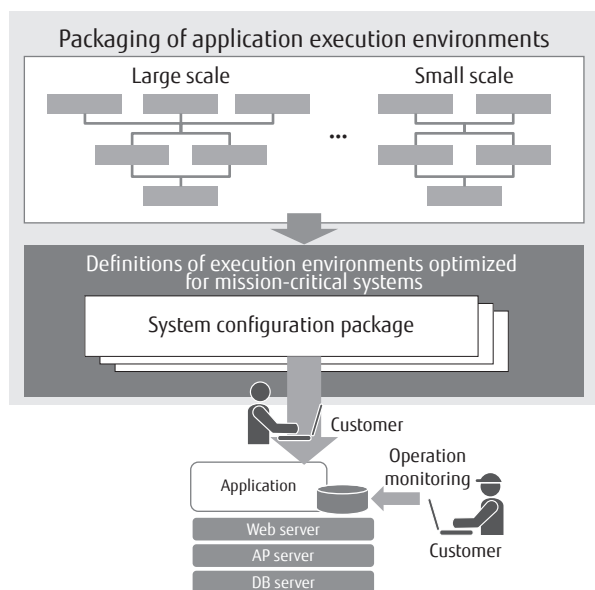 Packaging of application execution environments
Large scale
Small scale
...
Definitions of execution environments optimized
for mission-critical systems
System configuration package
Customer
Operation
monitoring
Application
Customer
Web server
AP server
DB server